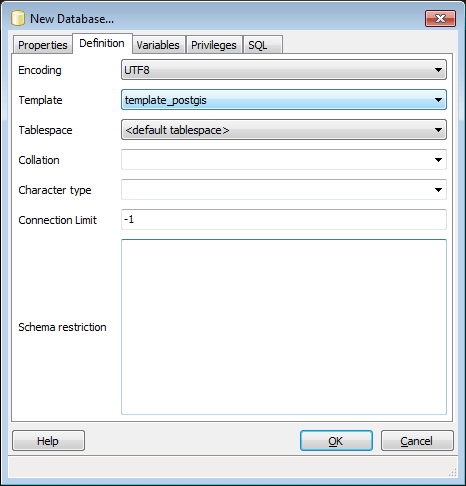 New Database...
Properties Definition Variables Privileges SQL
Encoding UTF8
Template template_postgis
Tablespace <default tablespace>
Collation
Character type
Connection Limit -1
Schema restriction
Help OK Cancel